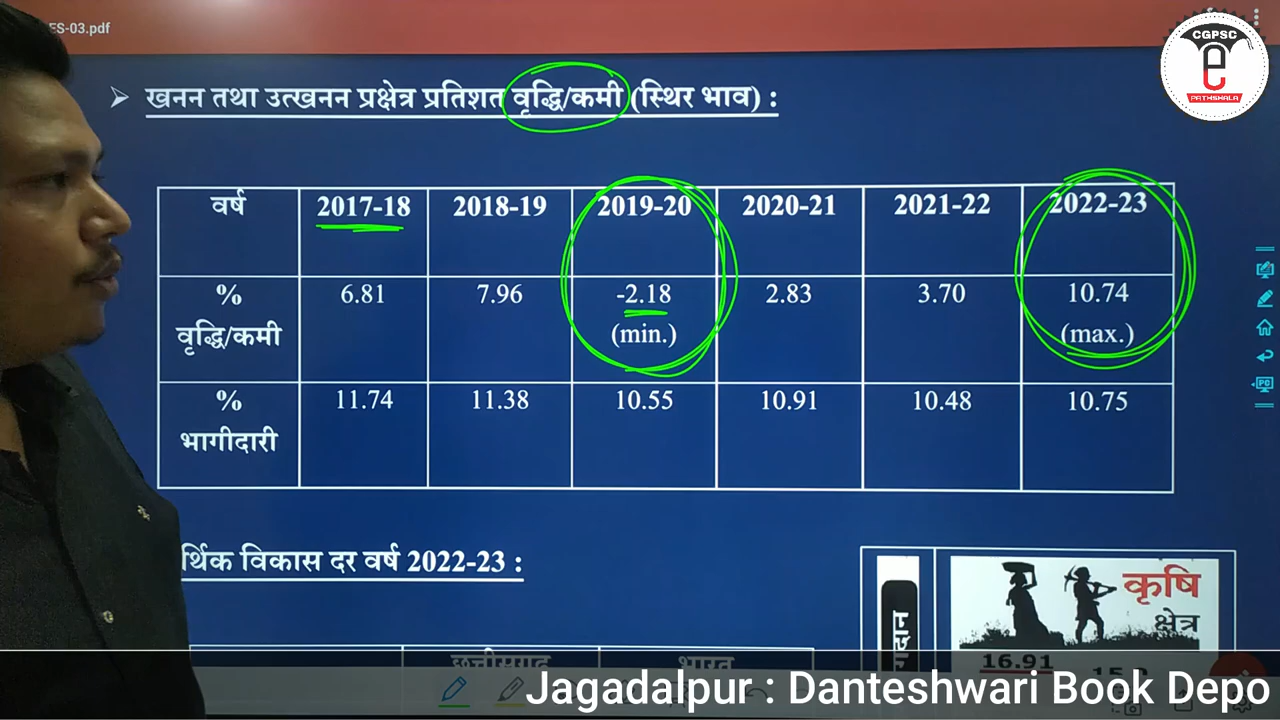 ES-03.pdf
CGPSC
e
PATHSHALA
➢ खनन तथा उत्खनन प्रक्षेत्र प्रतिशत वृद्धि/कमी (स्थिर भाव) :
वर्ष 2017-18 2018-19 2019-20 2020-21 2021-22 2022-23
% वृद्धि/कमी 6.81 7.96 -2.18 (min.) 2.83 3.70 10.74 (max.)
% भागीदारी 11.74 11.38 10.55 10.91 10.48 10.75
र्थिक विकास दर वर्ष 2022-23 :
कृषि
क्षेत्र
छत्तीसगढ़ भारत
16.91
Jagadalpur : Danteshwari Book Depo